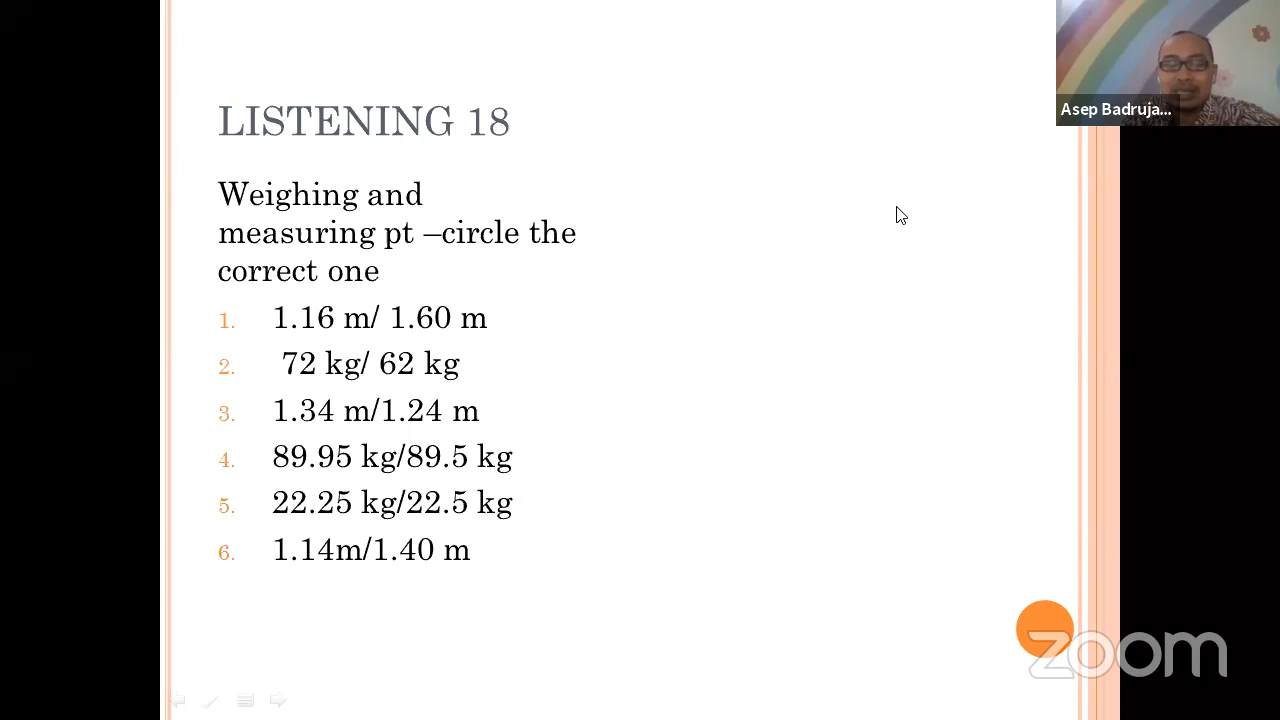 LISTENING 18
Weighing and
measuring pt –circle the
correct one
1. 1.16 m/ 1.60 m
2. 72 kg/ 62 kg
3. 1.34 m/1.24 m
4. 89.95 kg/89.5 kg
5. 22.25 kg/22.5 kg
6. 1.14m/1.40 m
Asep Badruja...
zoom